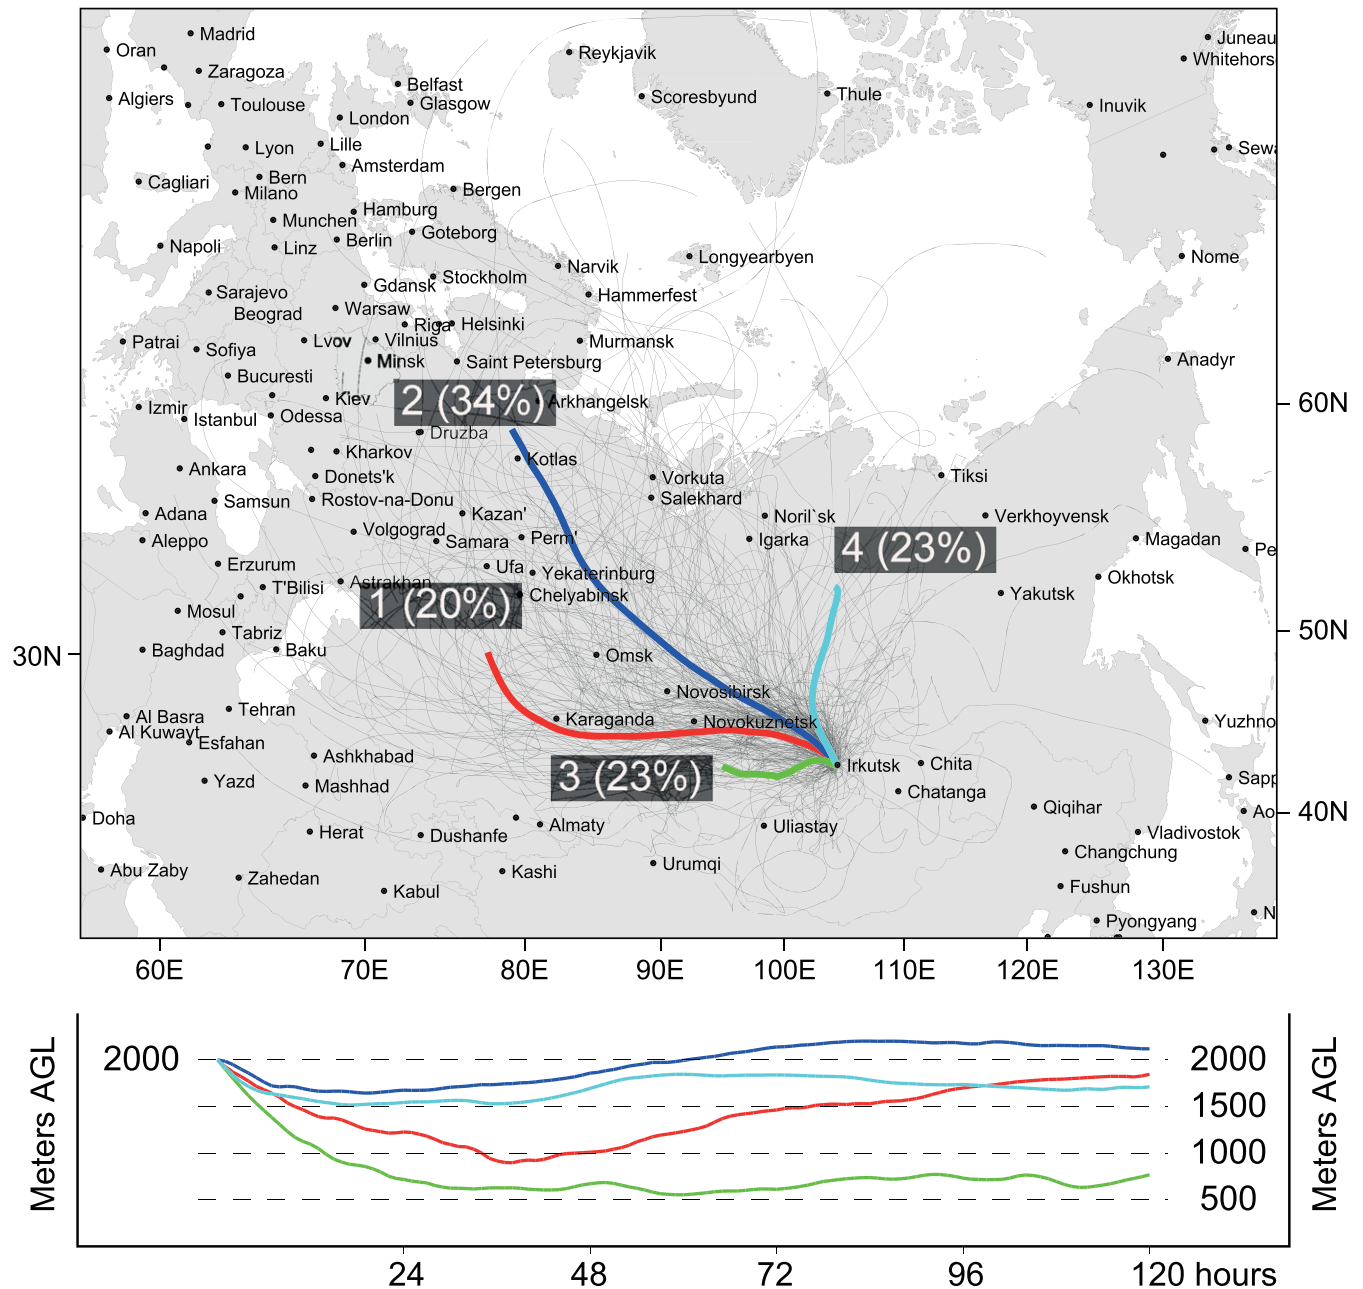 Madrid
Oran
Zaragoza
Reykjavik
Juneau
Whitehors
Belfast
Algiers
Toulouse
Glasgow
Scoresbyund
Thule
Inuvik
London
Lyon
Lille
Sewa
Amsterdam
Cagliari
Bern
Milano
Bergen
Munchen
Hamburg
Napoli
Linz
Berlin
Goteborg
Longyearbyen
Nome
Narvik
Stockholm
Gdansk
Sarajevo
Hammerfest
Beograd
Warsaw
Riga
Helsinki
Patrai
Sofiya
Lvov
Vilnius
Murmansk
Minsk
Saint Petersburg
Anadyr
Bucuresti
2 (34%)
Arkhangelsk
60N
Izmir
Istanbul
Odessa
Kiev
Druzba
Kharkov
Kotlas
Ankara
Donets'k
Vorkuta
Tiksi
Samsun
Rostov-na-Donu
Salekhard
Adana
Kazan'
Noril`sk
Verkhoyvensk
Aleppo
Volgograd
Samara
Perm'
Igarka
4 (23%)
Magadan
Pe
Erzurum
Ufa
Yekaterinburg
Okhotsk
T'Bilisi
Astrakhan
1 (20%)
Chelyabinsk
Yakutsk
Mosul
Tabriz
50N
30N
Baghdad
Baku
Omsk
Novosibirsk
Al Basra
Tehran
Karaganda
Novokuznetsk
Yuzhno
Al Kuwayt
Esfahan
Ashkhabad
3 (23%)
Irkutsk
Chita
Yazd
Mashhad
Chatanga
Sapp
Doha
Qiqihar
Ao
40N
Herat
Dushanfe
Almaty
Uliastay
Vladivostok
Abu Zaby
Zahedan
Kashi
Urumqi
Changchung
Kabul
Fushun
Pyongyang
N
60E 70E 80E 90E 100E 110E 120E 130E
Meters AGL
2000
2000
1500
1000
500
Meters AGL
24 48 72 96 120 hours